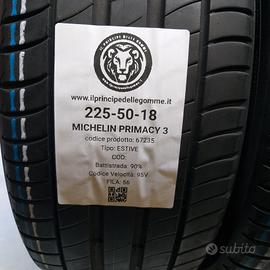 IL PRINCIPE DELLE GOMME
www.ilprincipedellegomme.it
225-50-18
MICHELIN PRIMACY 3
codice prodotto: 67235
Tipo: ESTIVE
COD:
Battistrada: 90%
Codice Velocità: 95V
FILA: 56
subito